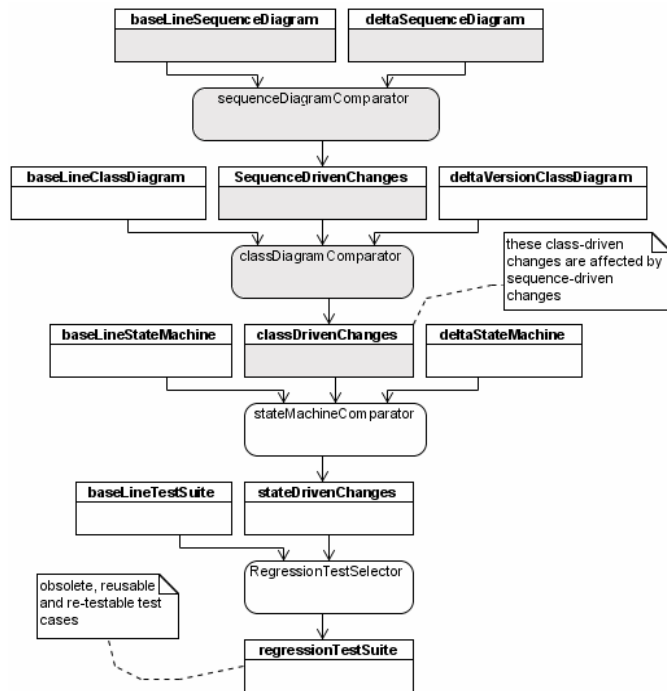 baseLineSequenceDiagram
deltaSequenceDiagram
sequenceDiagramComparator
baseLineClassDiagram
SequenceDrivenChanges
deltaVersionClassDiagram
classDiagramComparator
these class-driven
changes are affected by
sequence-driven
changes
baseLineStateMachine
classDrivenChanges
deltaStateMachine
stateMachineComparator
baseLineTestSuite
stateDrivenChanges
RegressionTestSelector
obsolete, reusable
and re-testable test
cases
regressionTestSuite